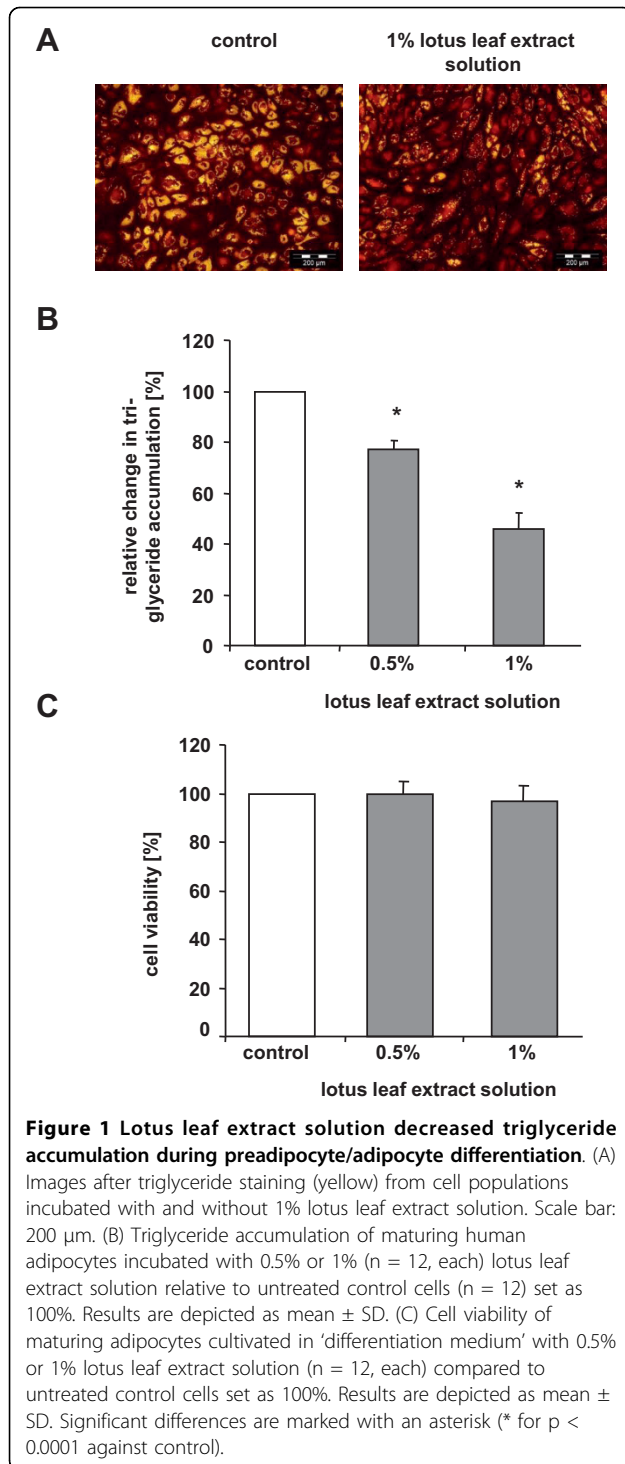 A
control
1% lotus leaf extract
solution
200 µm
200 µm
B
relative change in tri-
glyceride accumulation [%]
120
100
80
60
40
20
0
*
*
control
0.5%
1%
lotus leaf extract solution
C
cell viability [%]
120
100
80
60
40
20
0
control
0.5%
1%
lotus leaf extract solution
Figure 1 Lotus leaf extract solution decreased triglyceride
accumulation during preadipocyte/adipocyte differentiation. (A)
Images after triglyceride staining (yellow) from cell populations
incubated with and without 1% lotus leaf extract solution. Scale bar:
200 µm. (B) Triglyceride accumulation of maturing human
adipocytes incubated with 0.5% or 1% (n = 12, each) lotus leaf
extract solution relative to untreated control cells (n = 12) set as
100%. Results are depicted as mean ± SD. (C) Cell viability of
maturing adipocytes cultivated in ‘differentiation medium’ with 0.5%
or 1% lotus leaf extract solution (n = 12, each) compared to
untreated control cells set as 100%. Results are depicted as mean ±
SD. Significant differences are marked with an asterisk (* for p <
0.0001 against control).